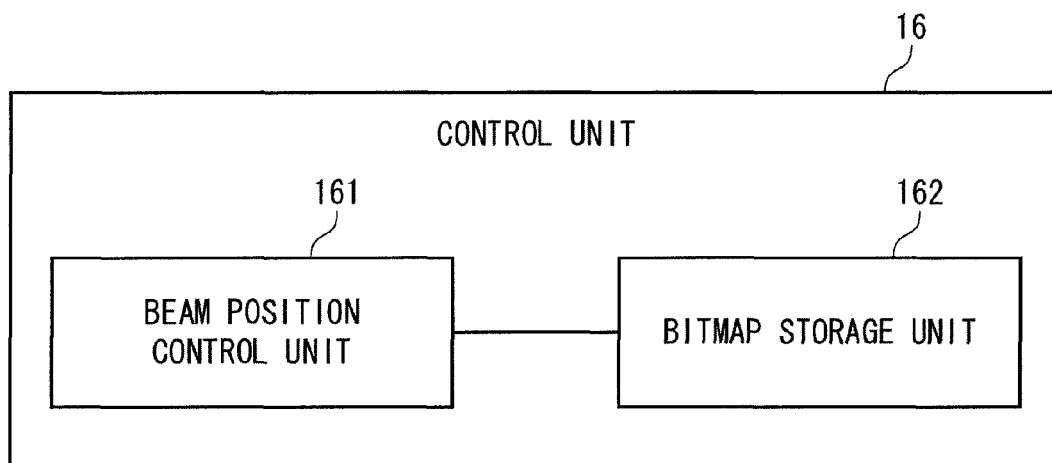 16
CONTROL UNIT
161
162
BEAM POSITION
CONTROL UNIT
BITMAP STORAGE UNIT